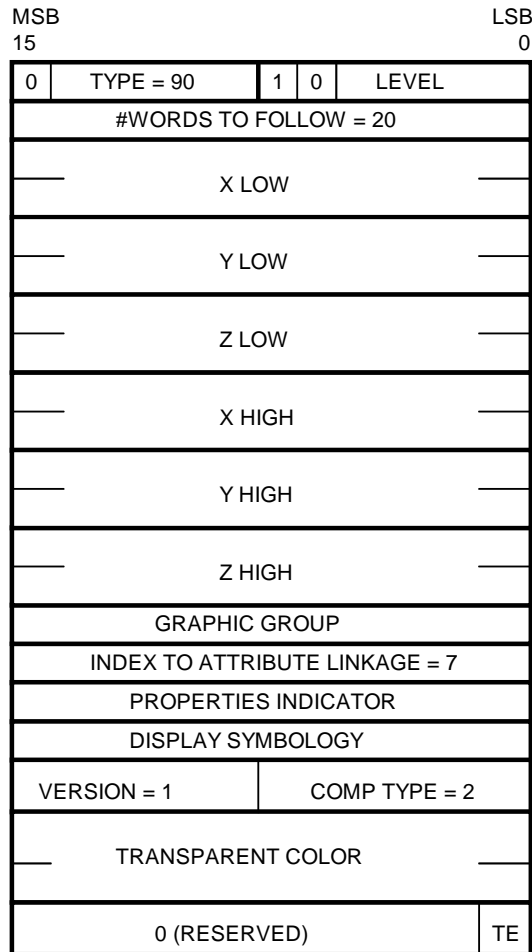 MSB LSB
15 0
0 TYPE = 90 1 0 LEVEL
#WORDS TO FOLLOW = 20
X LOW
Y LOW
Z LOW
X HIGH
Y HIGH
Z HIGH
GRAPHIC GROUP
INDEX TO ATTRIBUTE LINKAGE = 7
PROPERTIES INDICATOR
DISPLAY SYMBOLOGY
VERSION = 1 COMP TYPE = 2
TRANSPARENT COLOR
0 (RESERVED) TE